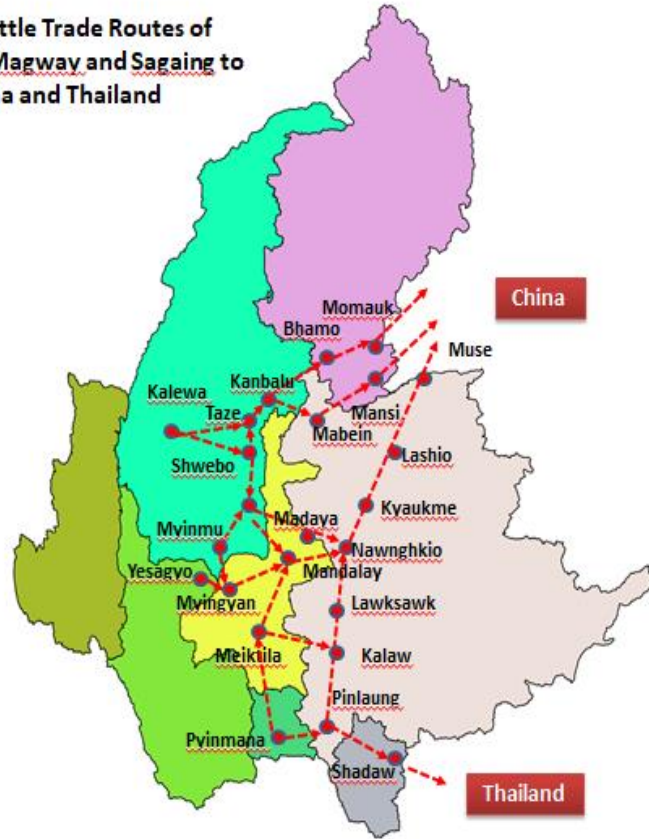 ttle Trade Routes of
Magway and Sagaing to
a and Thailand
China
Momauk
Bhamo
Muse
Kalewa
Kanbalu
Taze
Mansi
Mabein
Shwebo
Lashio
Kyaukme
Madaya
Myinmu
Nawnghkio
Yesagyo
Mandalay
Myingyan
Lawksawk
Meiktila
Kalaw
Pinlaung
Pyinmana
Shadaw
Thailand